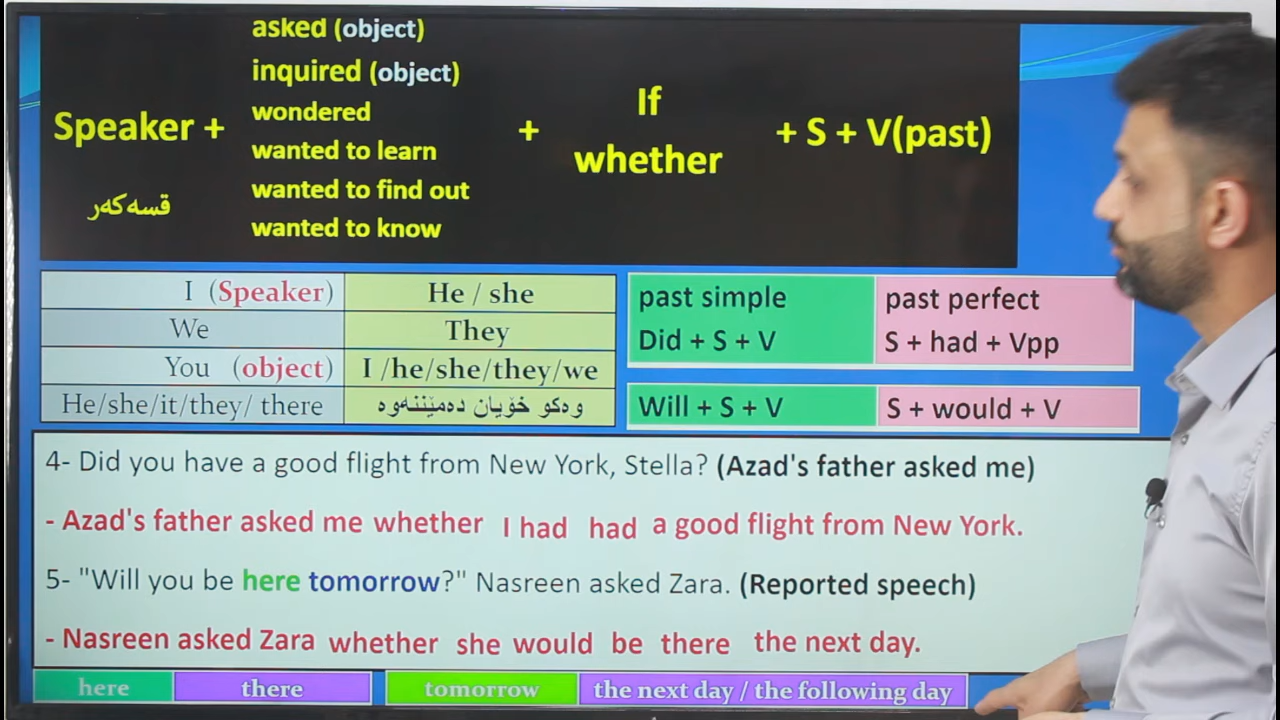 asked (object)
inquired (object)
wondered
wanted to learn
wanted to find out
wanted to know
Speaker +
قسەکەر
+
If
whether
+ S + V(past)
I (Speaker) He / she
We They
You (object) I /he/she/they/we
He/she/it/they/ there وەکو خۆیان دەمێننەوە
past simple past perfect
Did + S + V S + had + Vpp
Will + S + V S + would + V
4- Did you have a good flight from New York, Stella? (Azad's father asked me)
- Azad's father asked me whether I had had a good flight from New York.
5- "Will you be here tomorrow?" Nasreen asked Zara. (Reported speech)
- Nasreen asked Zara whether she would be there the next day.
here there tomorrow the next day / the following day